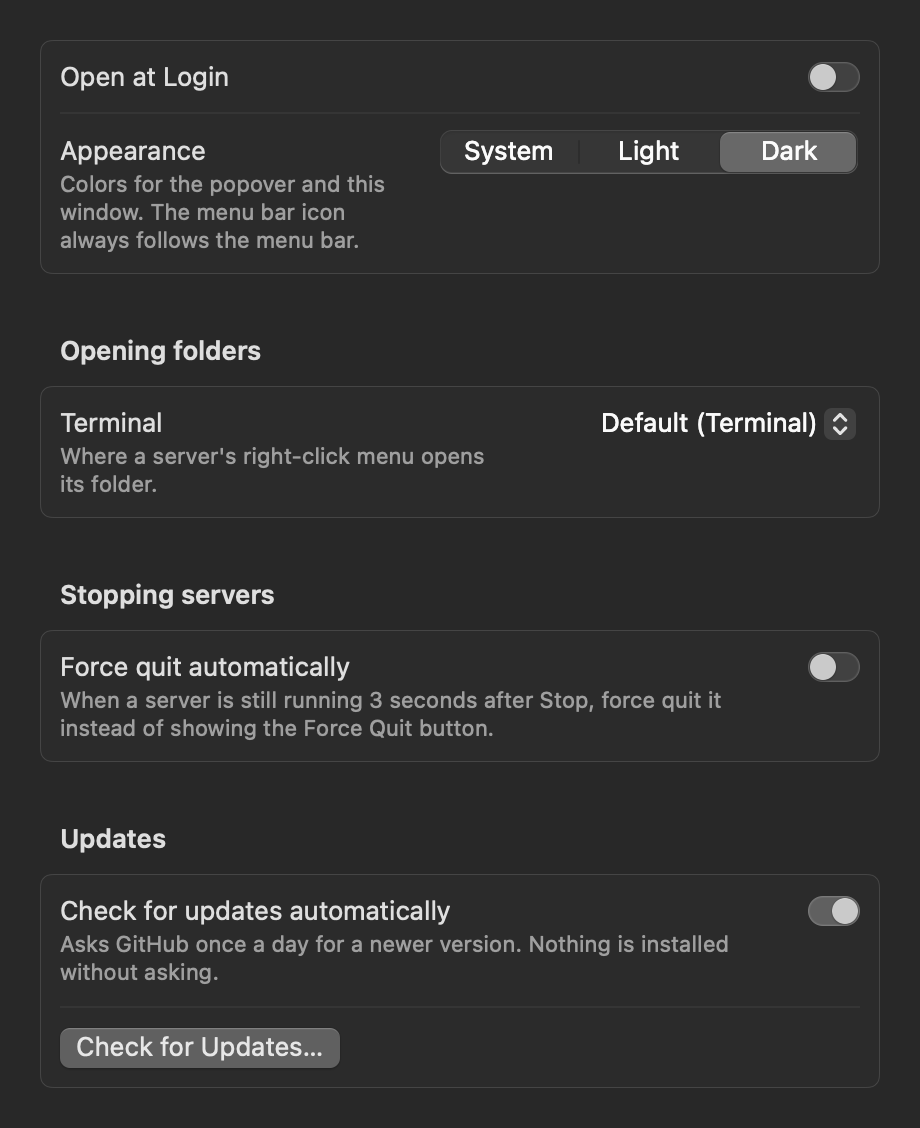 Open at Login
Appearance
System
Light
Dark
Colors for the popover and this
window. The menu bar icon
always follows the menu bar.
Opening folders
Terminal
Default (Terminal)
Where a server's right-click menu opens
its folder.
Stopping servers
Force quit automatically
When a server is still running 3 seconds after Stop, force quit it
instead of showing the Force Quit button.
Updates
Check for updates automatically
Asks GitHub once a day for a newer version. Nothing is installed
without asking.
Check for Updates...